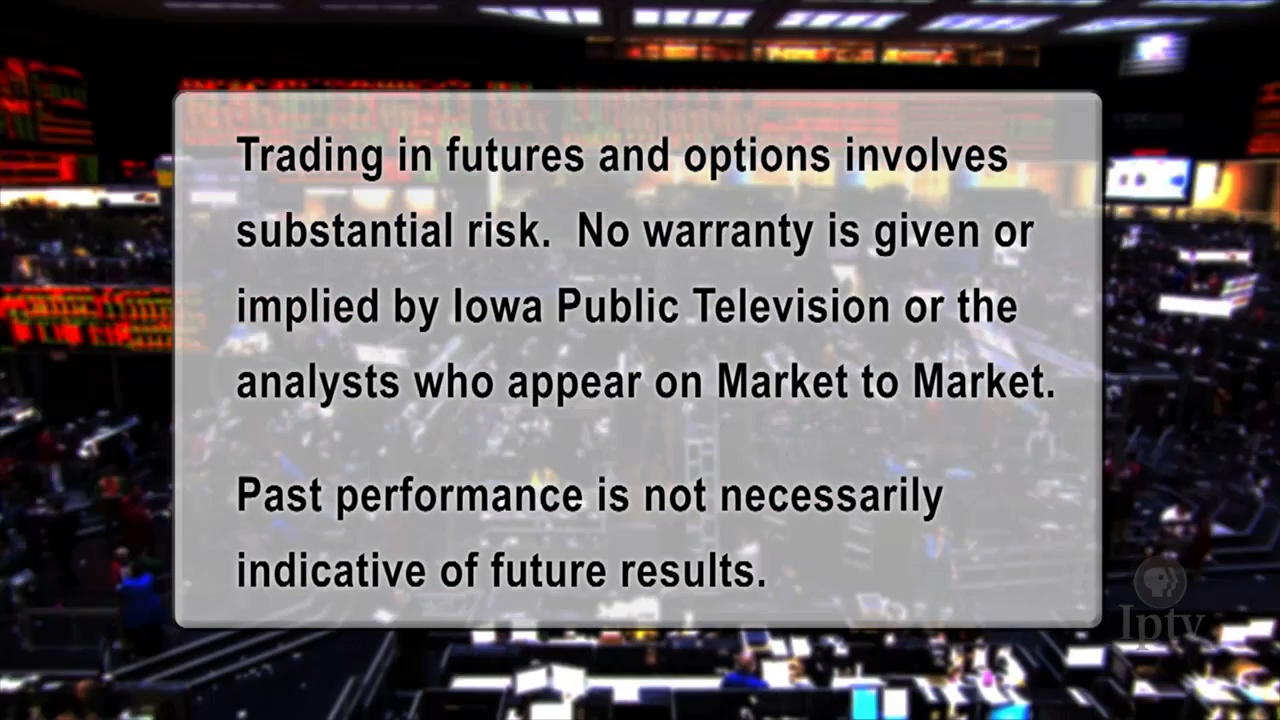 Trading in futures and options involves
substantial risk.  No warranty is given or
implied by Iowa Public Television or the
analysts who appear on Market to Market.
Past performance is not necessarily
indicative of future results.
Iptv